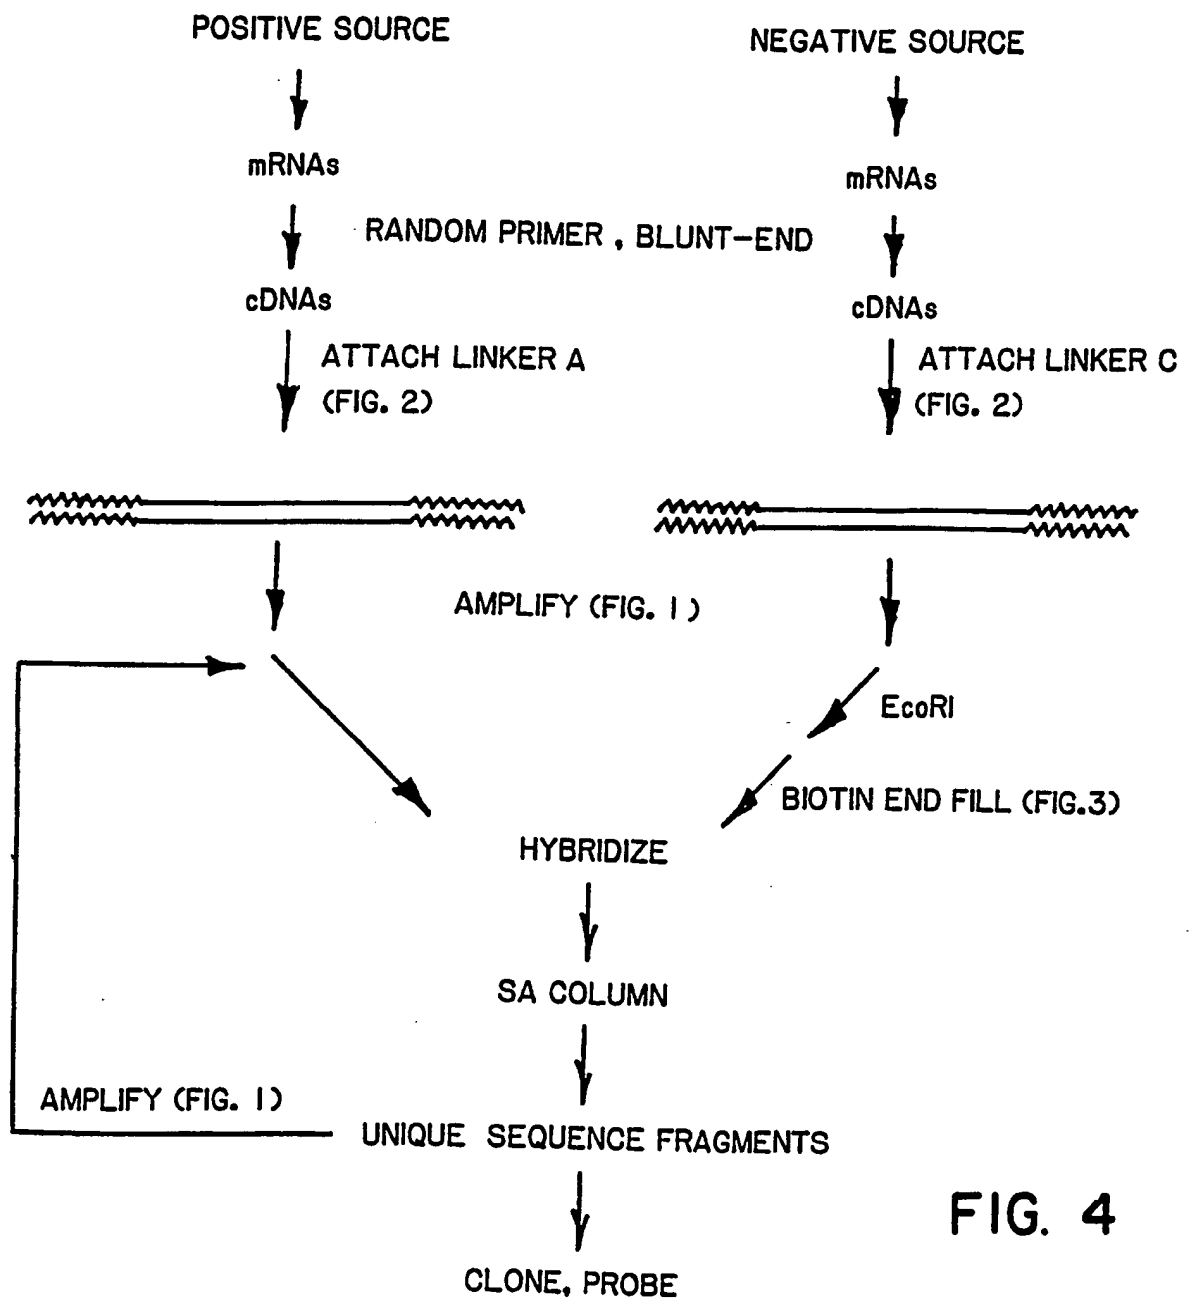 POSITIVE SOURCE
NEGATIVE SOURCE
mRNAs
mRNAs
RANDOM PRIMER, BLUNT-END
cDNAs
cDNAs
ATTACH LINKER A
(FIG. 2)
ATTACH LINKER C
(FIG. 2)
AMPLIFY (FIG. 1)
EcoRI
BIOTIN END FILL (FIG.3)
HYBRIDIZE
SA COLUMN
AMPLIFY (FIG. 1)
UNIQUE SEQUENCE FRAGMENTS
FIG. 4
CLONE, PROBE